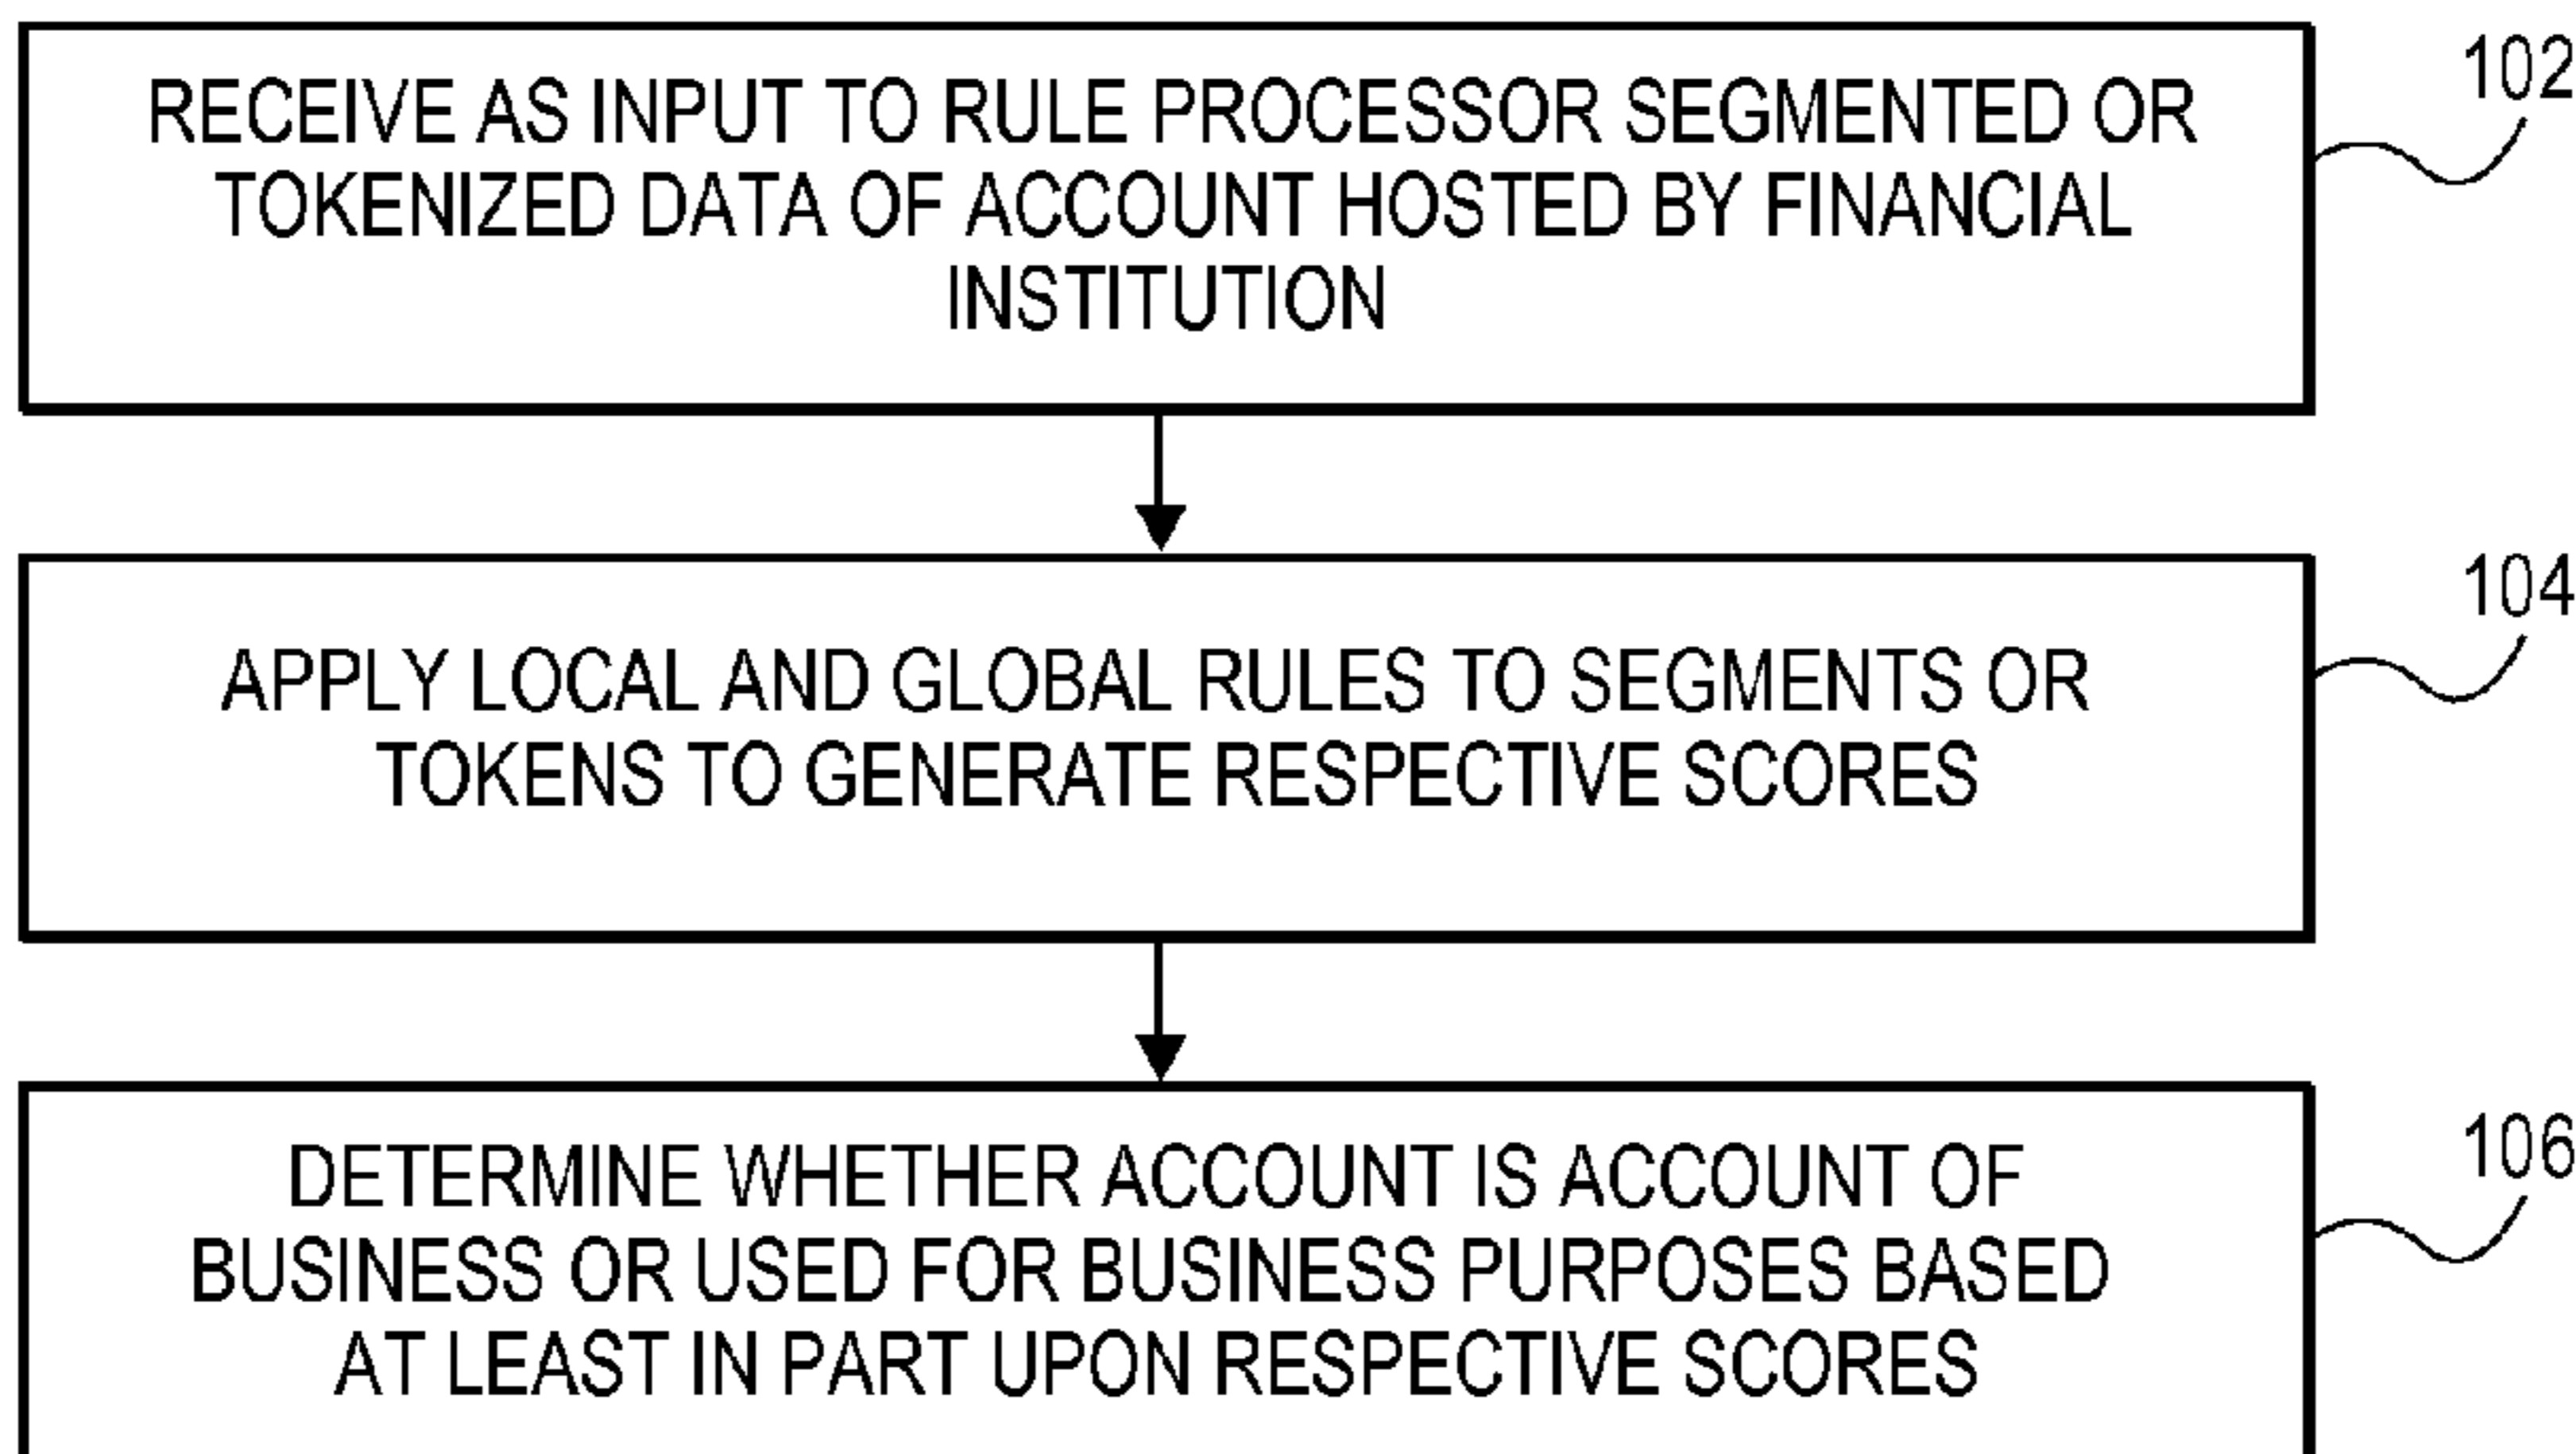 RECEIVE AS INPUT TO RULE PROCESSOR SEGMENTED OR
TOKENIZED DATA OF ACCOUNT HOSTED BY FINANCIAL
INSTITUTION
102
APPLY LOCAL AND GLOBAL RULES TO SEGMENTS OR
TOKENS TO GENERATE RESPECTIVE SCORES
104
DETERMINE WHETHER ACCOUNT IS ACCOUNT OF
BUSINESS OR USED FOR BUSINESS PURPOSES BASED
AT LEAST IN PART UPON RESPECTIVE SCORES
106